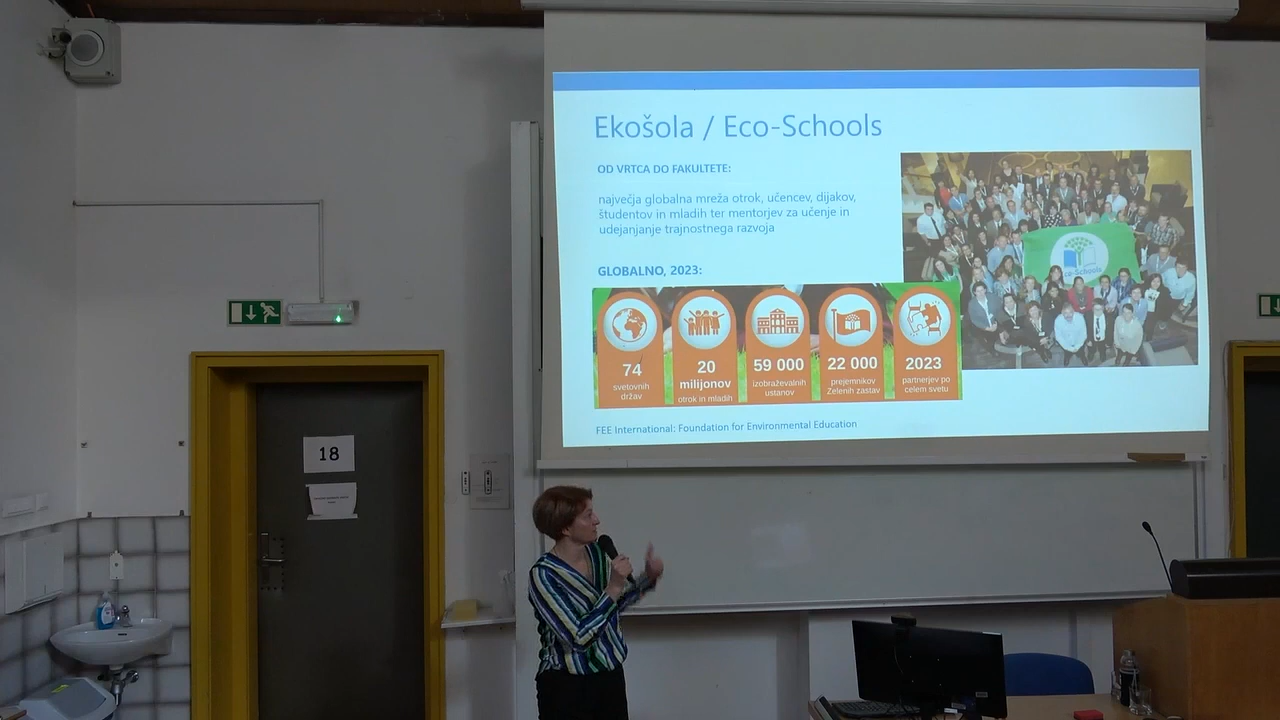 Ekošola / Eco-Schools
OD VRTCA DO FAKULTETE:
največja globalna mreža otrok, učencev, dijakov,
študentov in mladih ter mentorjev za učenje in
udejanjanje trajnostnega razvoja
GLOBALNO, 2023:
eco-Schools
74
svetovnih
držav
20
milijonov
otrok in mladih
59 000
izobraževalnih
ustanov
22 000
prejemnikov
Zelenih zastav
2023
partnerjev po
celem svetu
FEE International: Foundation for Environmental Education
18